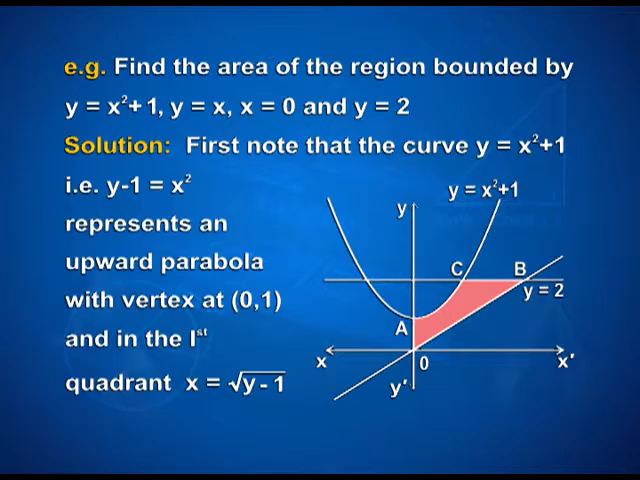 e.g. Find the area of the region bounded by
y = x²+1, y = x, x = 0 and y = 2
Solution: First note that the curve y = x²+1
i.e. y-1 = x²
represents an
upward parabola
with vertex at (0,1)
and in the Iˢᵗ
quadrant x = √y - 1
y = x²+1
y
C
B
y = 2
A
x
0
x′
y′